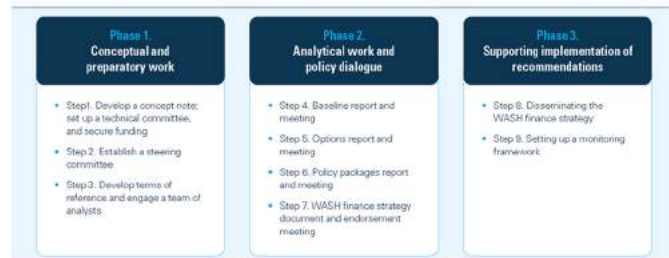 Phase 1.
Conceptual and
preparatory work
• Step1. Develop a concept note;
set up a technical committee,
and secure funding
• Step 2. Establish a steering
committee
• Step 3. Develop terms of
reference and engage a team of
analysts
Phase 2.
Analytical work and
policy dialogue
• Step 4. Baseline report and
meeting
• Step 5. Options report and
meeting
• Step 6. Policy packages report
and meeting
• Step 7. WASH finance strategy
document and endorsement
meeting
Phase 3.
Supporting implementation of
recommendations
• Step 8. Disseminating the
WASH finance strategy
• Step 9. Setting up a monitoring
framework